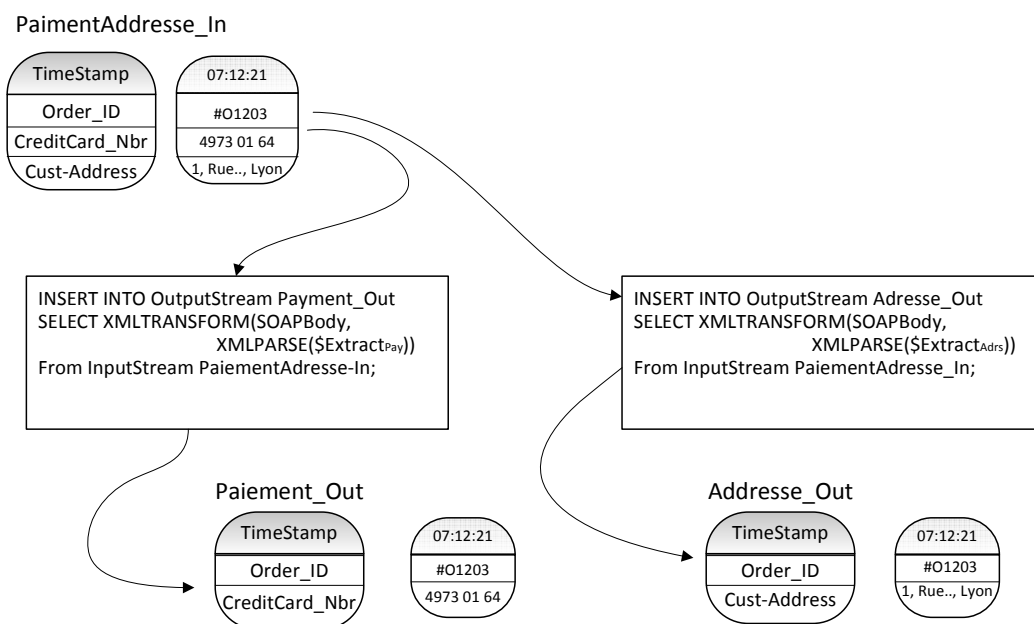 PaimentAddresse_In
TimeStamp
Order_ID
CreditCard_Nbr
Cust-Address
07:12:21
#O1203
4973 01 64
1, Rue.., Lyon
INSERT INTO OutputStream Payment_Out
SELECT XMLTRANSFORM(SOAPBody,
XMLPARSE($ExtractPay))
From InputStream PaiementAdresse-In;
INSERT INTO OutputStream Adresse_Out
SELECT XMLTRANSFORM(SOAPBody,
XMLPARSE($ExtractAdrs))
From InputStream PaiementAdresse_In;
Paiement_Out
TimeStamp
Order_ID
CreditCard_Nbr
07:12:21
#O1203
4973 01 64
Addresse_Out
TimeStamp
Order_ID
Cust-Address
07:12:21
#O1203
1, Rue.., Lyon